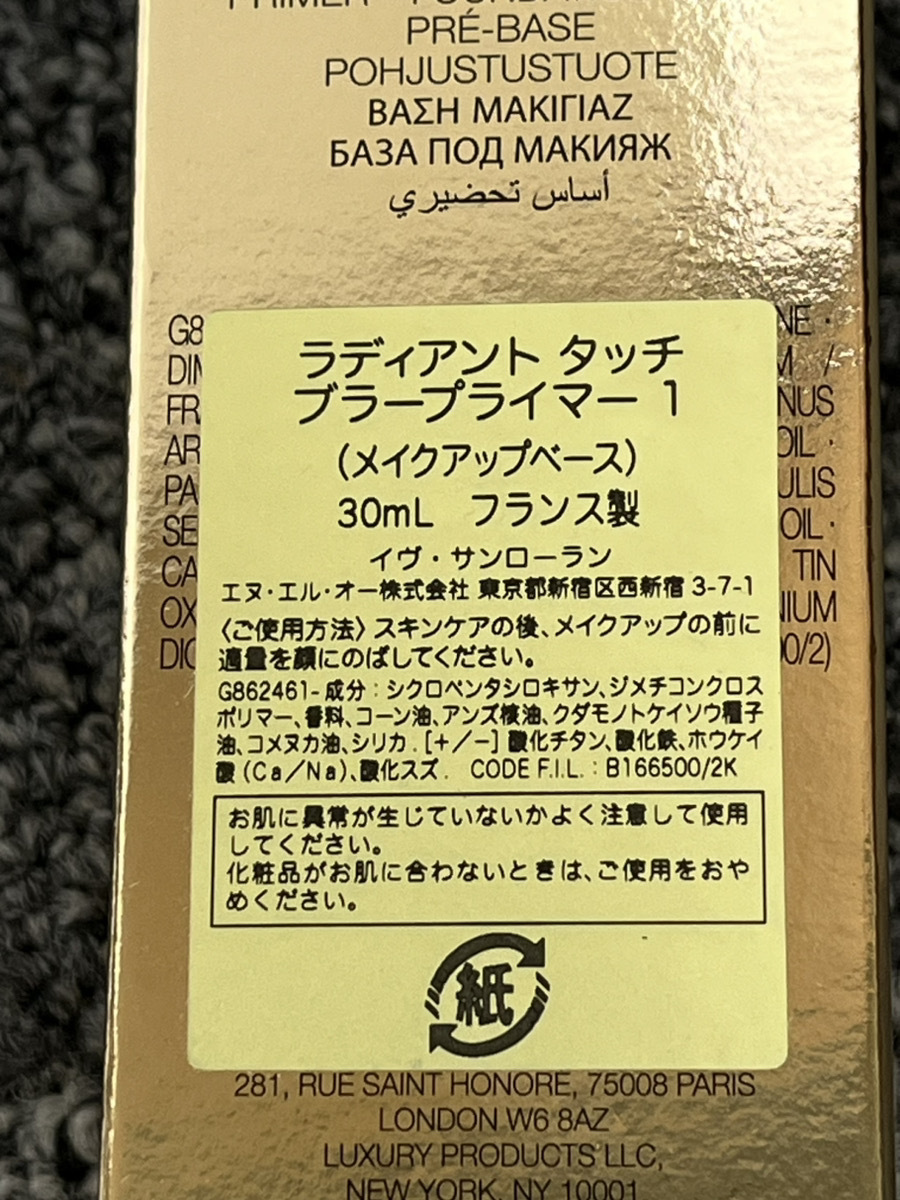 PRÉ-BASE
POHJUSTUSTUOTE
ΒΑΣΗ ΜΑΚΙΓΙΑΖ
БАЗА ПОД МАКИЯЖ
أساس تحضيري
G8
ラディアント タッチ
ブラープライマー 1
(メイクアップベース)
30mL フランス製
イヴ・サンローラン
エヌ・エル・オー株式会社 東京都新宿区西新宿 3-7-1
〈ご使用方法〉スキンケアの後、メイクアップの前に
適量を顔にのばしてください。
G862461-成分：シクロペンタシロキサン、ジメチコンクロス
ポリマー、香料、コーン油、アンズ核油、クダモノトケイソウ種子
油、コメヌカ油、シリカ．[＋／−] 酸化チタン、酸化鉄、ホウケイ
酸（Ca／Na）、酸化スズ． CODE F.I.L.：B166500/2K
お肌に異常が生じていないかよく注意して使用
してください。
化粧品がお肌に合わないときは、ご使用をおや
めください。
紙
OIL ·
OIL ·
TIN
281, RUE SAINT HONORE, 75008 PARIS
LONDON W6 8AZ
LUXURY PRODUCTS LLC,
NEW YORK, NY 10001